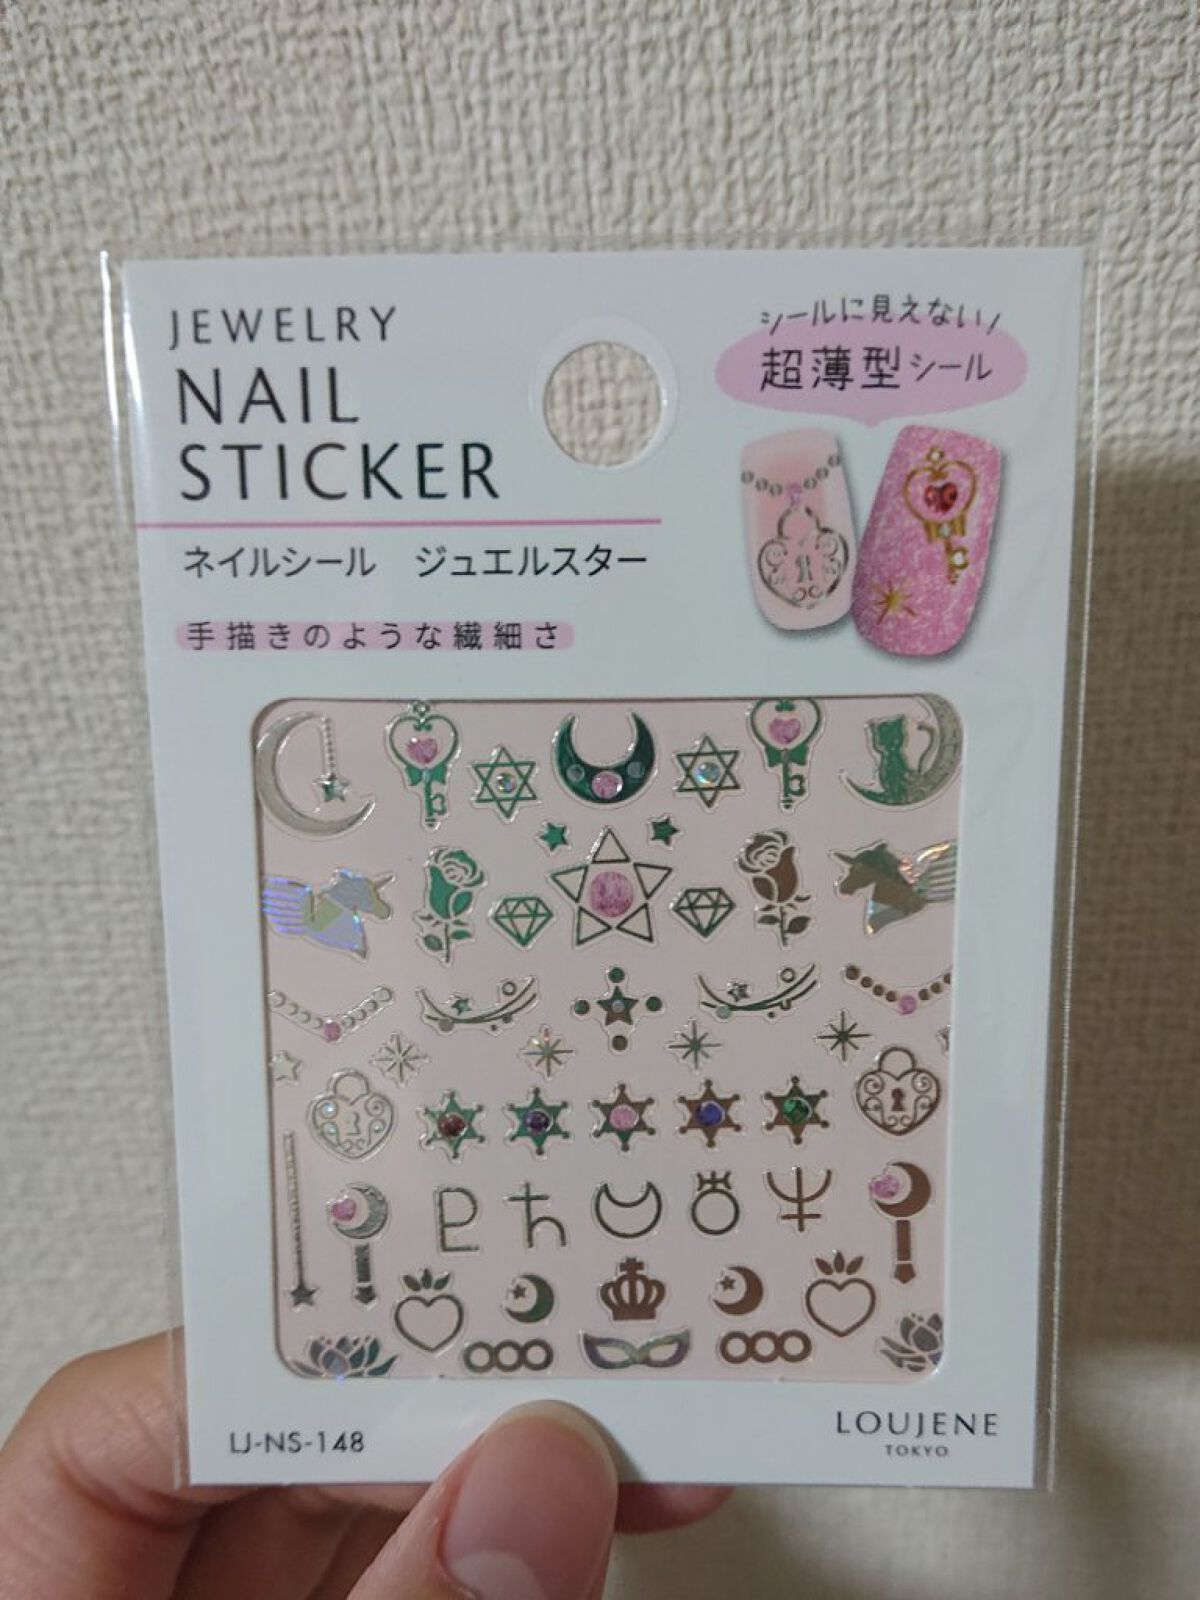 JEWELRY
NAIL
STICKER
ネイルシール　ジュエルスター
手描きのような繊細さ
シールに見えない
超薄型シール
LJ-NS-148
LOUJENE
TOKYO